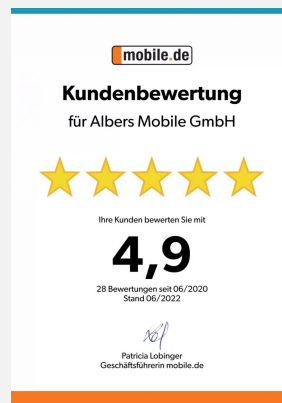 mobile.de
Kundenbewertung
für Albers Mobile GmbH
Ihre Kunden bewerten Sie mit
4,9
28 Bewertungen seit 06/2020
Stand 06/2022
Patricia Lobinger
Geschäftsführerin mobile.de